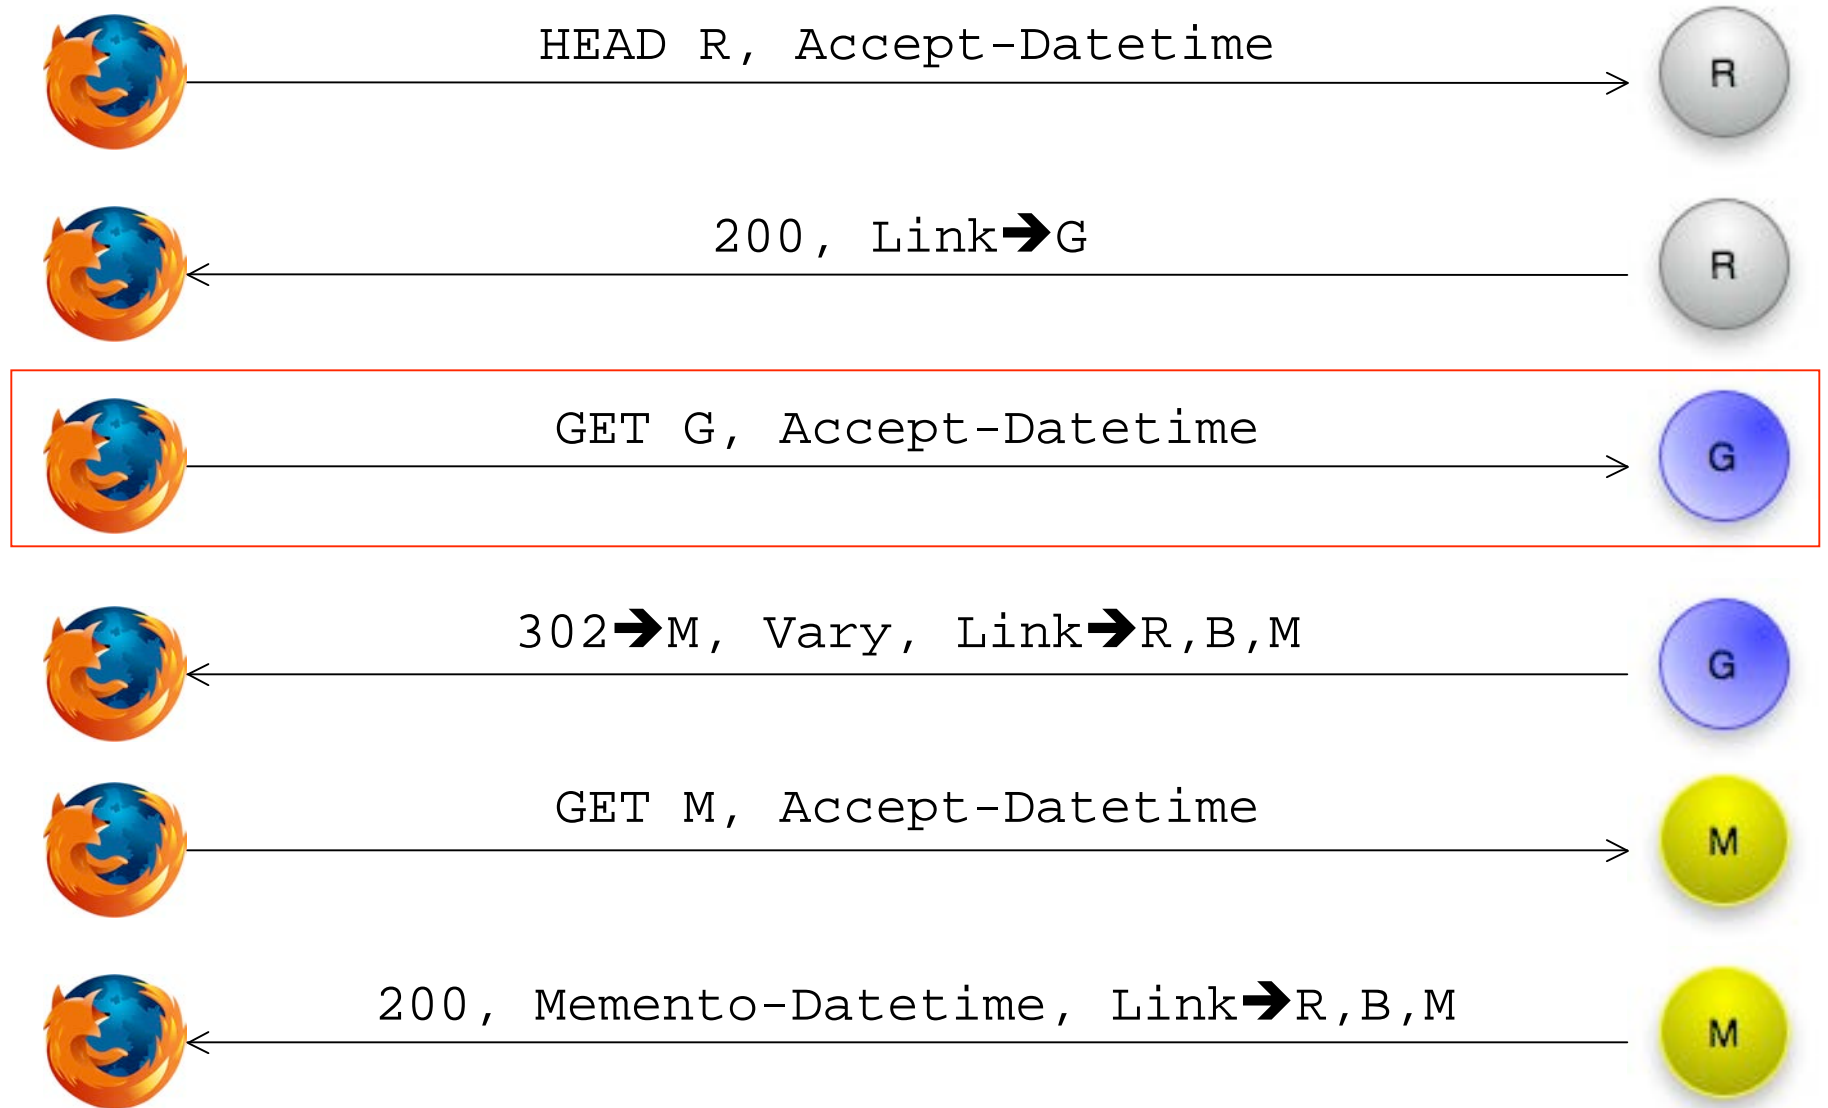 HEAD R, Accept-Datetime
R
200, Link➔G
R
GET G, Accept-Datetime
G
302➔M, Vary, Link➔R,B,M
G
GET M, Accept-Datetime
M
200, Memento-Datetime, Link➔R,B,M
M